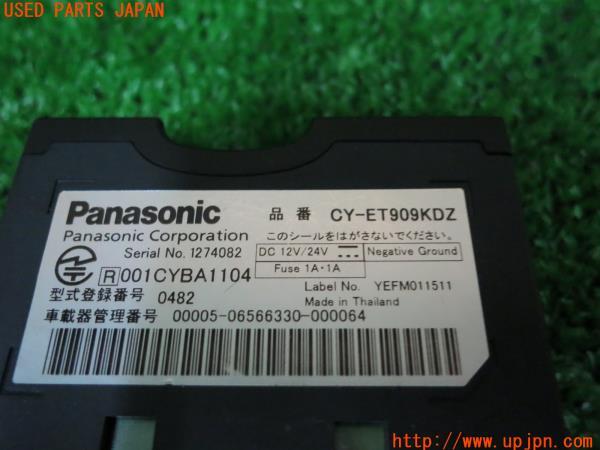 USED PARTS JAPAN
Panasonic 品番 CY-ET909KDZ
Panasonic Corporation このシールをはがさないでください。
Serial No. 1274082 DC 12V/24V Negative Ground
Fuse 1A・1A
R 001CYBA1104 Label No. YEFM011511
型式登録番号 0482 Made in Thailand
車載器管理番号 00005-06566330-000064
http://www.upjpn.com/